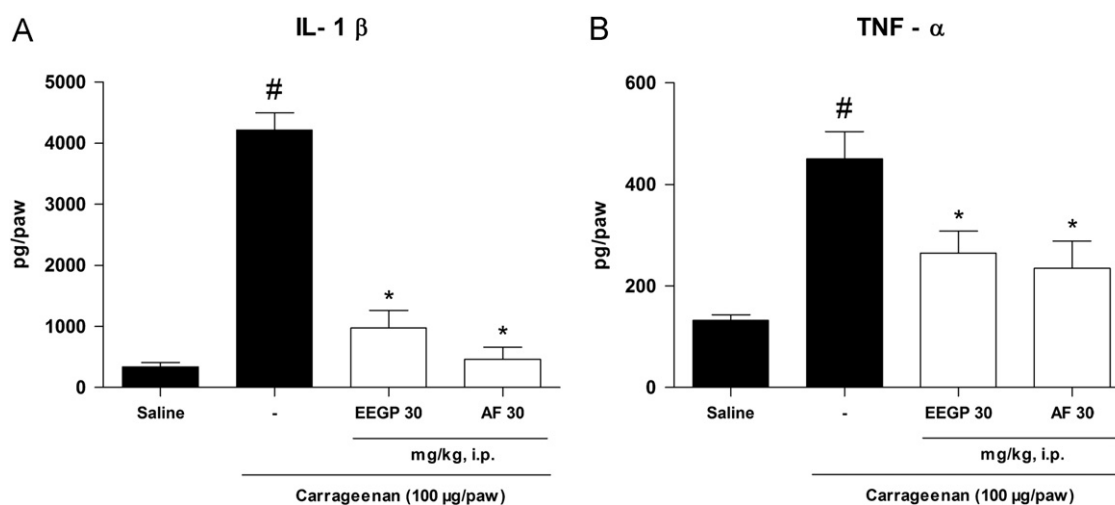 A
IL- 1 β
pg/paw
5000
4000
3000
2000
1000
0
#
*
*
Saline
-
EEGP 30
AF 30
mg/kg, i.p.
Carrageenan (100 µg/paw)
B
TNF - α
pg/paw
600
400
200
0
#
*
*
Saline
-
EEGP 30
AF 30
mg/kg, i.p.
Carrageenan (100 µg/paw)